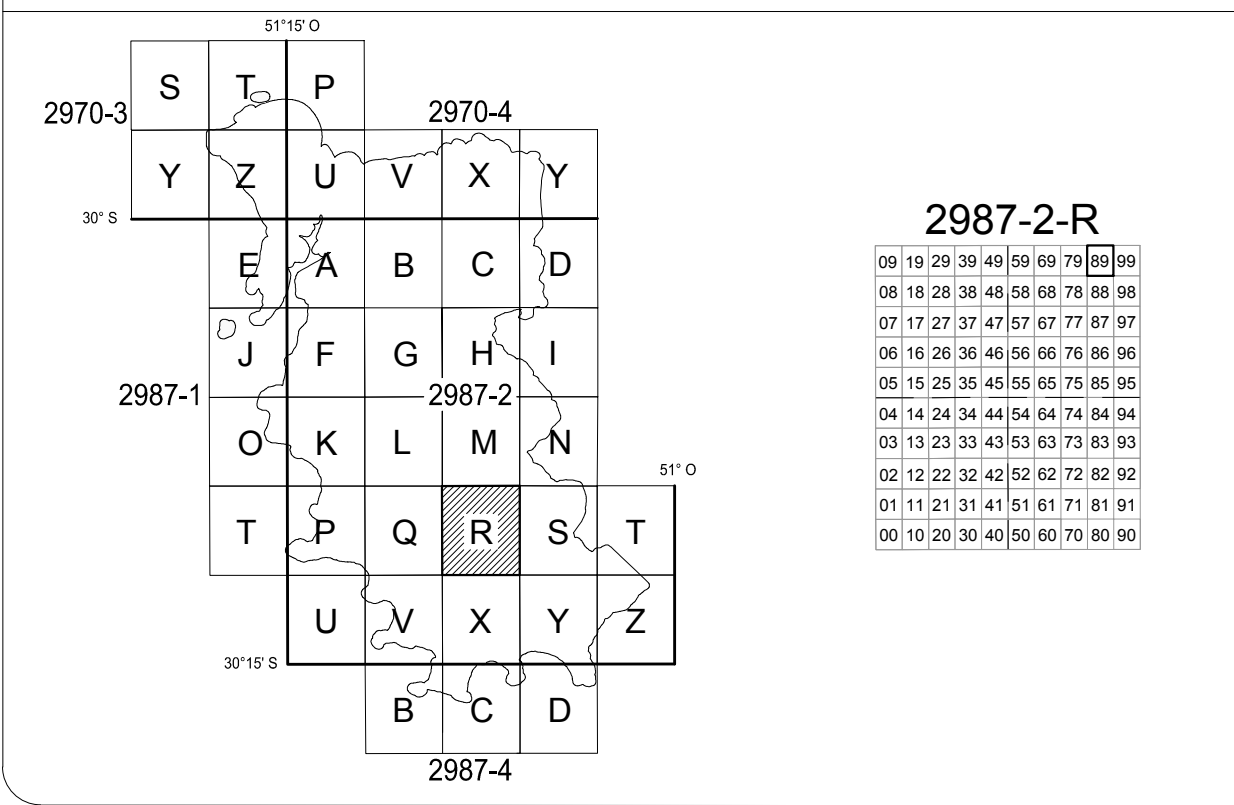 51°15' O
S T P
2970-3 2970-4
Y Z U V X Y
30° S
E A B C D
J F G H I
2987-1 2987-2
O K L M N
51° O
T P Q R S T
U V X Y Z
30°15' S
B C D
2987-4
2987-2-R
09 19 29 39 49 59 69 79 89 99
08 18 28 38 48 58 68 78 88 98
07 17 27 37 47 57 67 77 87 97
06 16 26 36 46 56 66 76 86 96
05 15 25 35 45 55 65 75 85 95
04 14 24 34 44 54 64 74 84 94
03 13 23 33 43 53 63 73 83 93
02 12 22 32 42 52 62 72 82 92
01 11 21 31 41 51 61 71 81 91
00 10 20 30 40 50 60 70 80 90